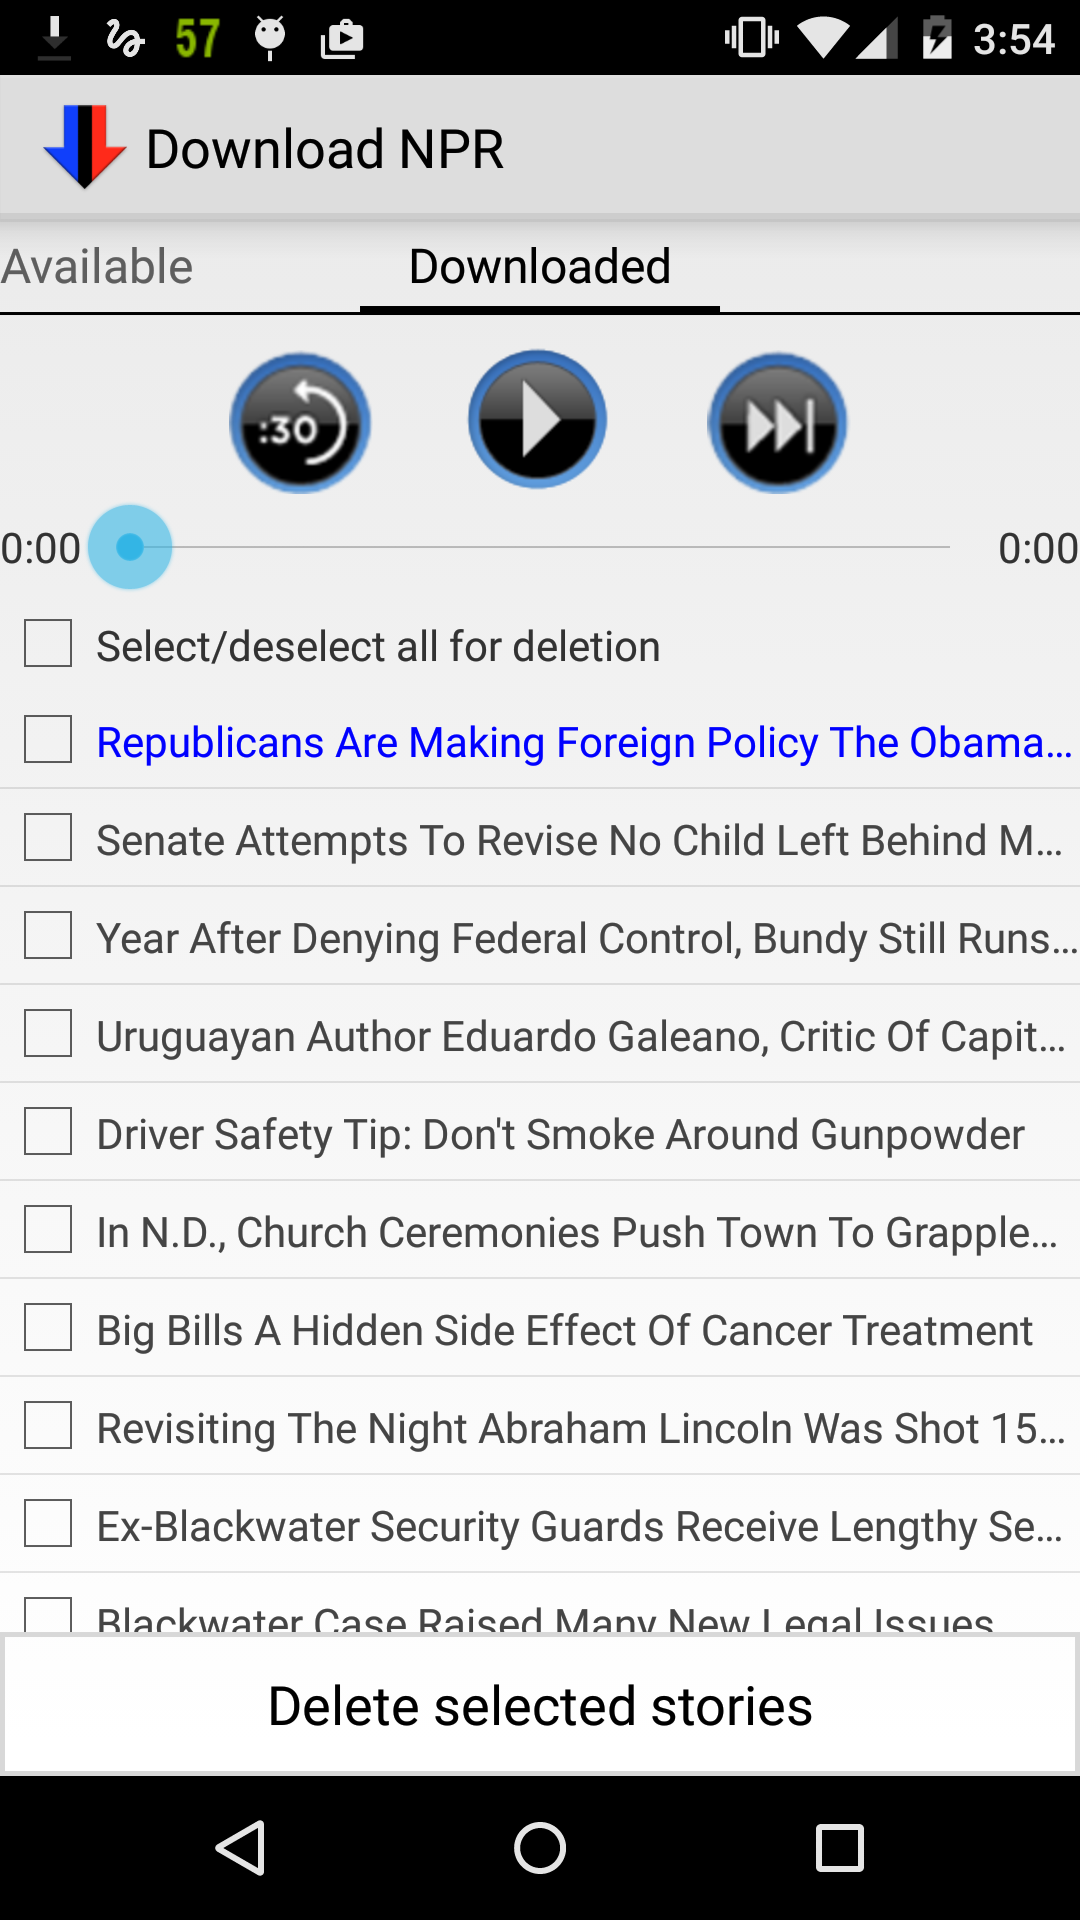 57
3:54
Download NPR
Available
Downloaded
:30
0:00
0:00
Select/deselect all for deletion
Republicans Are Making Foreign Policy The Obama...
Senate Attempts To Revise No Child Left Behind M...
Year After Denying Federal Control, Bundy Still Runs...
Uruguayan Author Eduardo Galeano, Critic Of Capit...
Driver Safety Tip: Don't Smoke Around Gunpowder
In N.D., Church Ceremonies Push Town To Grapple...
Big Bills A Hidden Side Effect Of Cancer Treatment
Revisiting The Night Abraham Lincoln Was Shot 15...
Ex-Blackwater Security Guards Receive Lengthy Se...
Blackwater Case Raised Many New Legal Issues
Delete selected stories